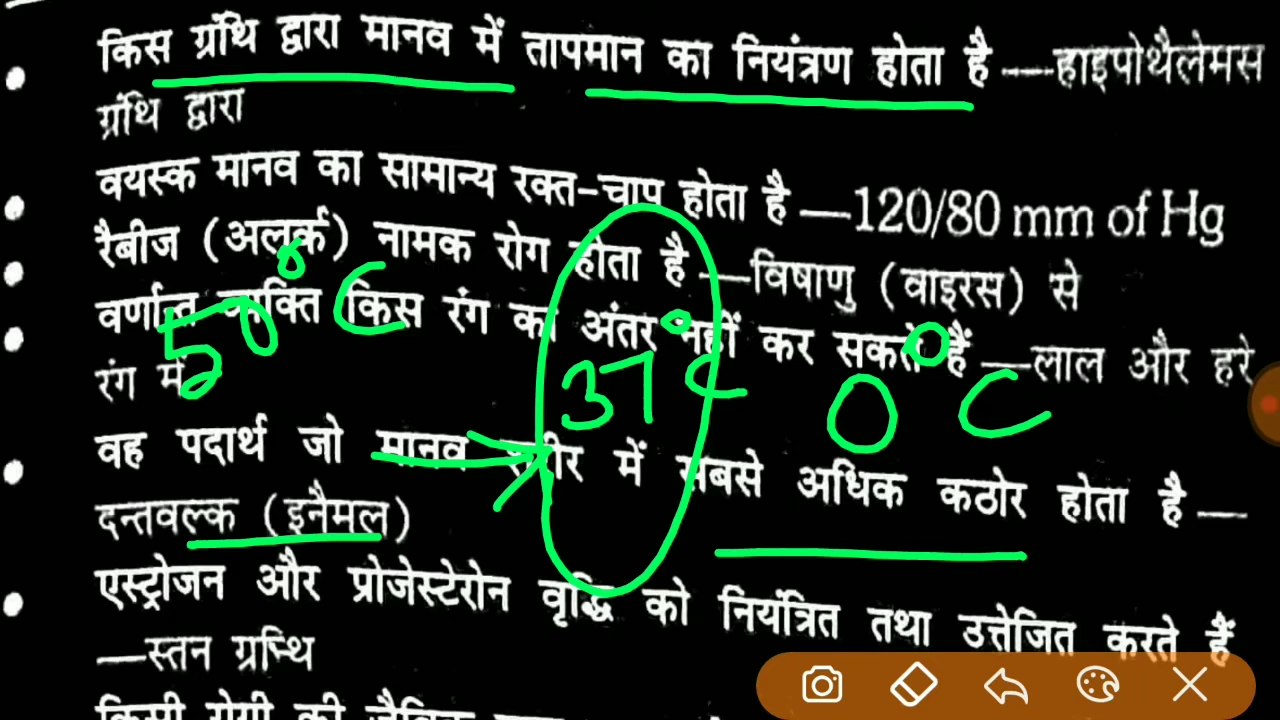 किस ग्रंथि द्वारा मानव में तापमान का नियंत्रण होता है —हाइपोथैलेमस
ग्रंथि द्वारा
वयस्क मानव का सामान्य रक्त-चाप होता है —120/80 mm of Hg
रैबीज (अलर्क) नामक रोग होता है —विषाणु (वाइरस) से
वर्णान्ध व्यक्ति किस रंग का अंतर नहीं कर सकते हैं —लाल और हरे
रंग में
50°C
37°C
0°C
वह पदार्थ जो मानव शरीर में सबसे अधिक कठोर होता है—
दन्तवल्क (इनैमल)
एस्ट्रोजन और प्रोजेस्टेरोन वृद्धि को नियंत्रित तथा उत्तेजित करते हैं
—स्तन ग्रन्थि
किसी रोगी की जैविक